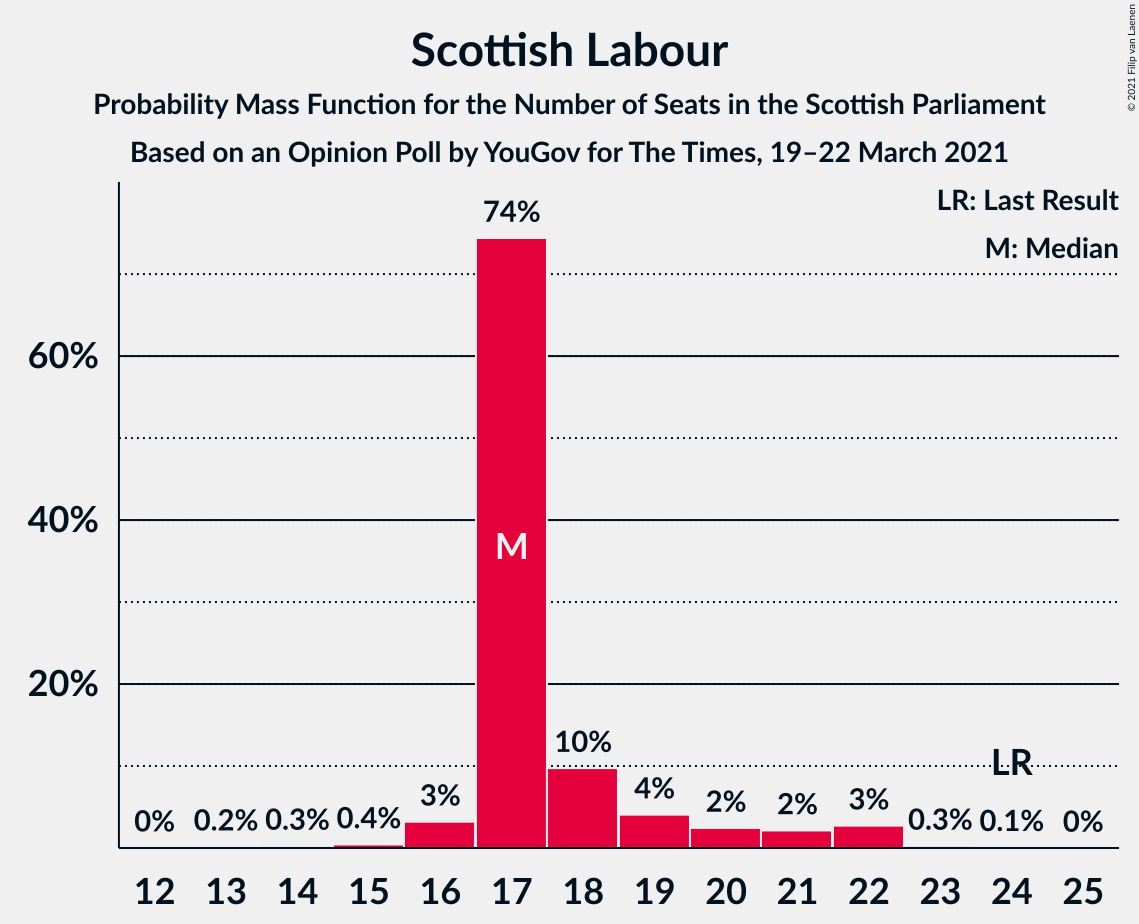 Scottish Labour
Probability Mass Function for the Number of Seats in the Scottish Parliament
Based on an Opinion Poll by YouGov for The Times, 19–22 March 2021
© 2021 Filip van Laenen
LR: Last Result
M: Median
74%
60%
40%
M
20%
10%
LR
3%
4%
2%
2%
3%
0%
0.2%
0.3%
0.4%
0.3%
0.1%
0%
12 13 14 15 16 17 18 19 20 21 22 23 24 25